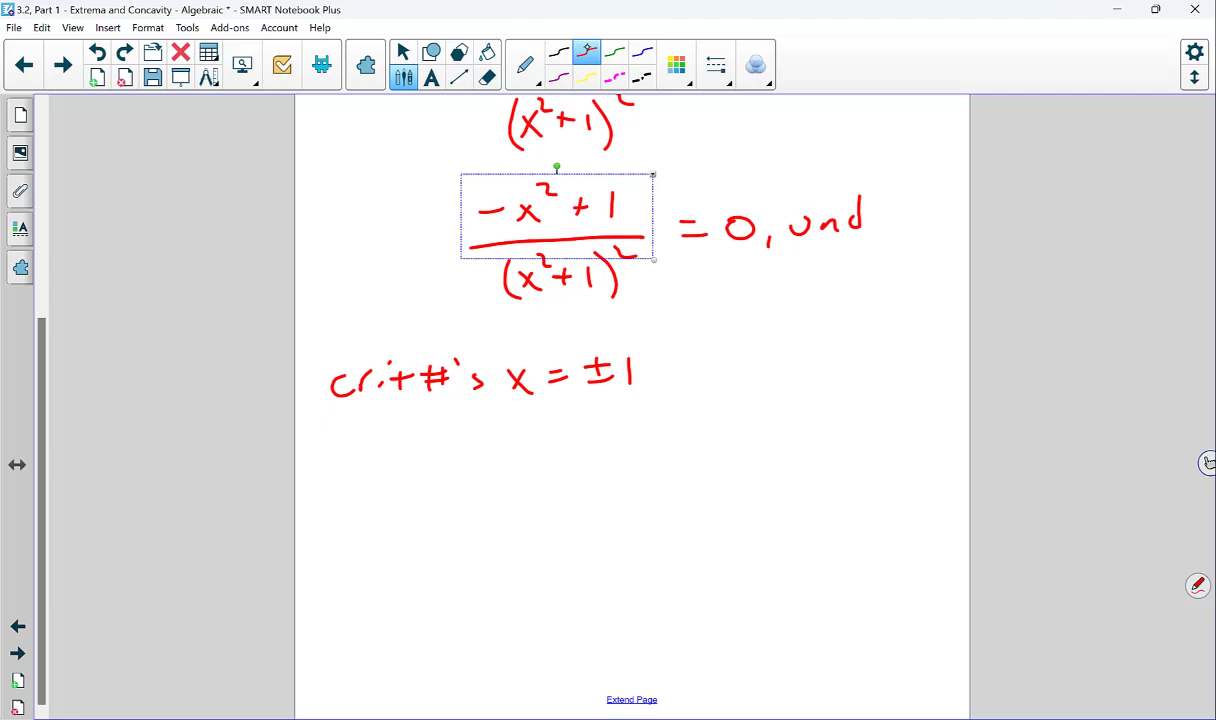 3.2, Part 1 - Extrema and Concavity - Algebraic * - SMART Notebook Plus
File Edit View Insert Format Tools Add-ons Account Help
(x²+1)²
-x²+1
= 0, und
(x²+1)²
crit #'s x = ±1
Extend Page